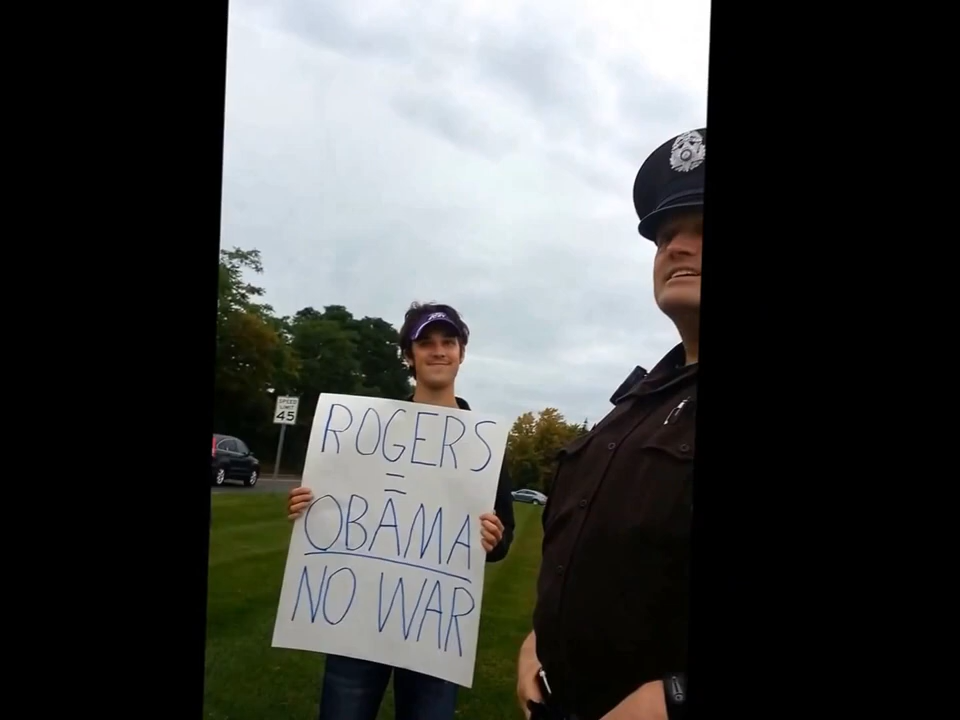 SPEED
LIMIT
45
ROGERS
=
OBAMA
NO WAR